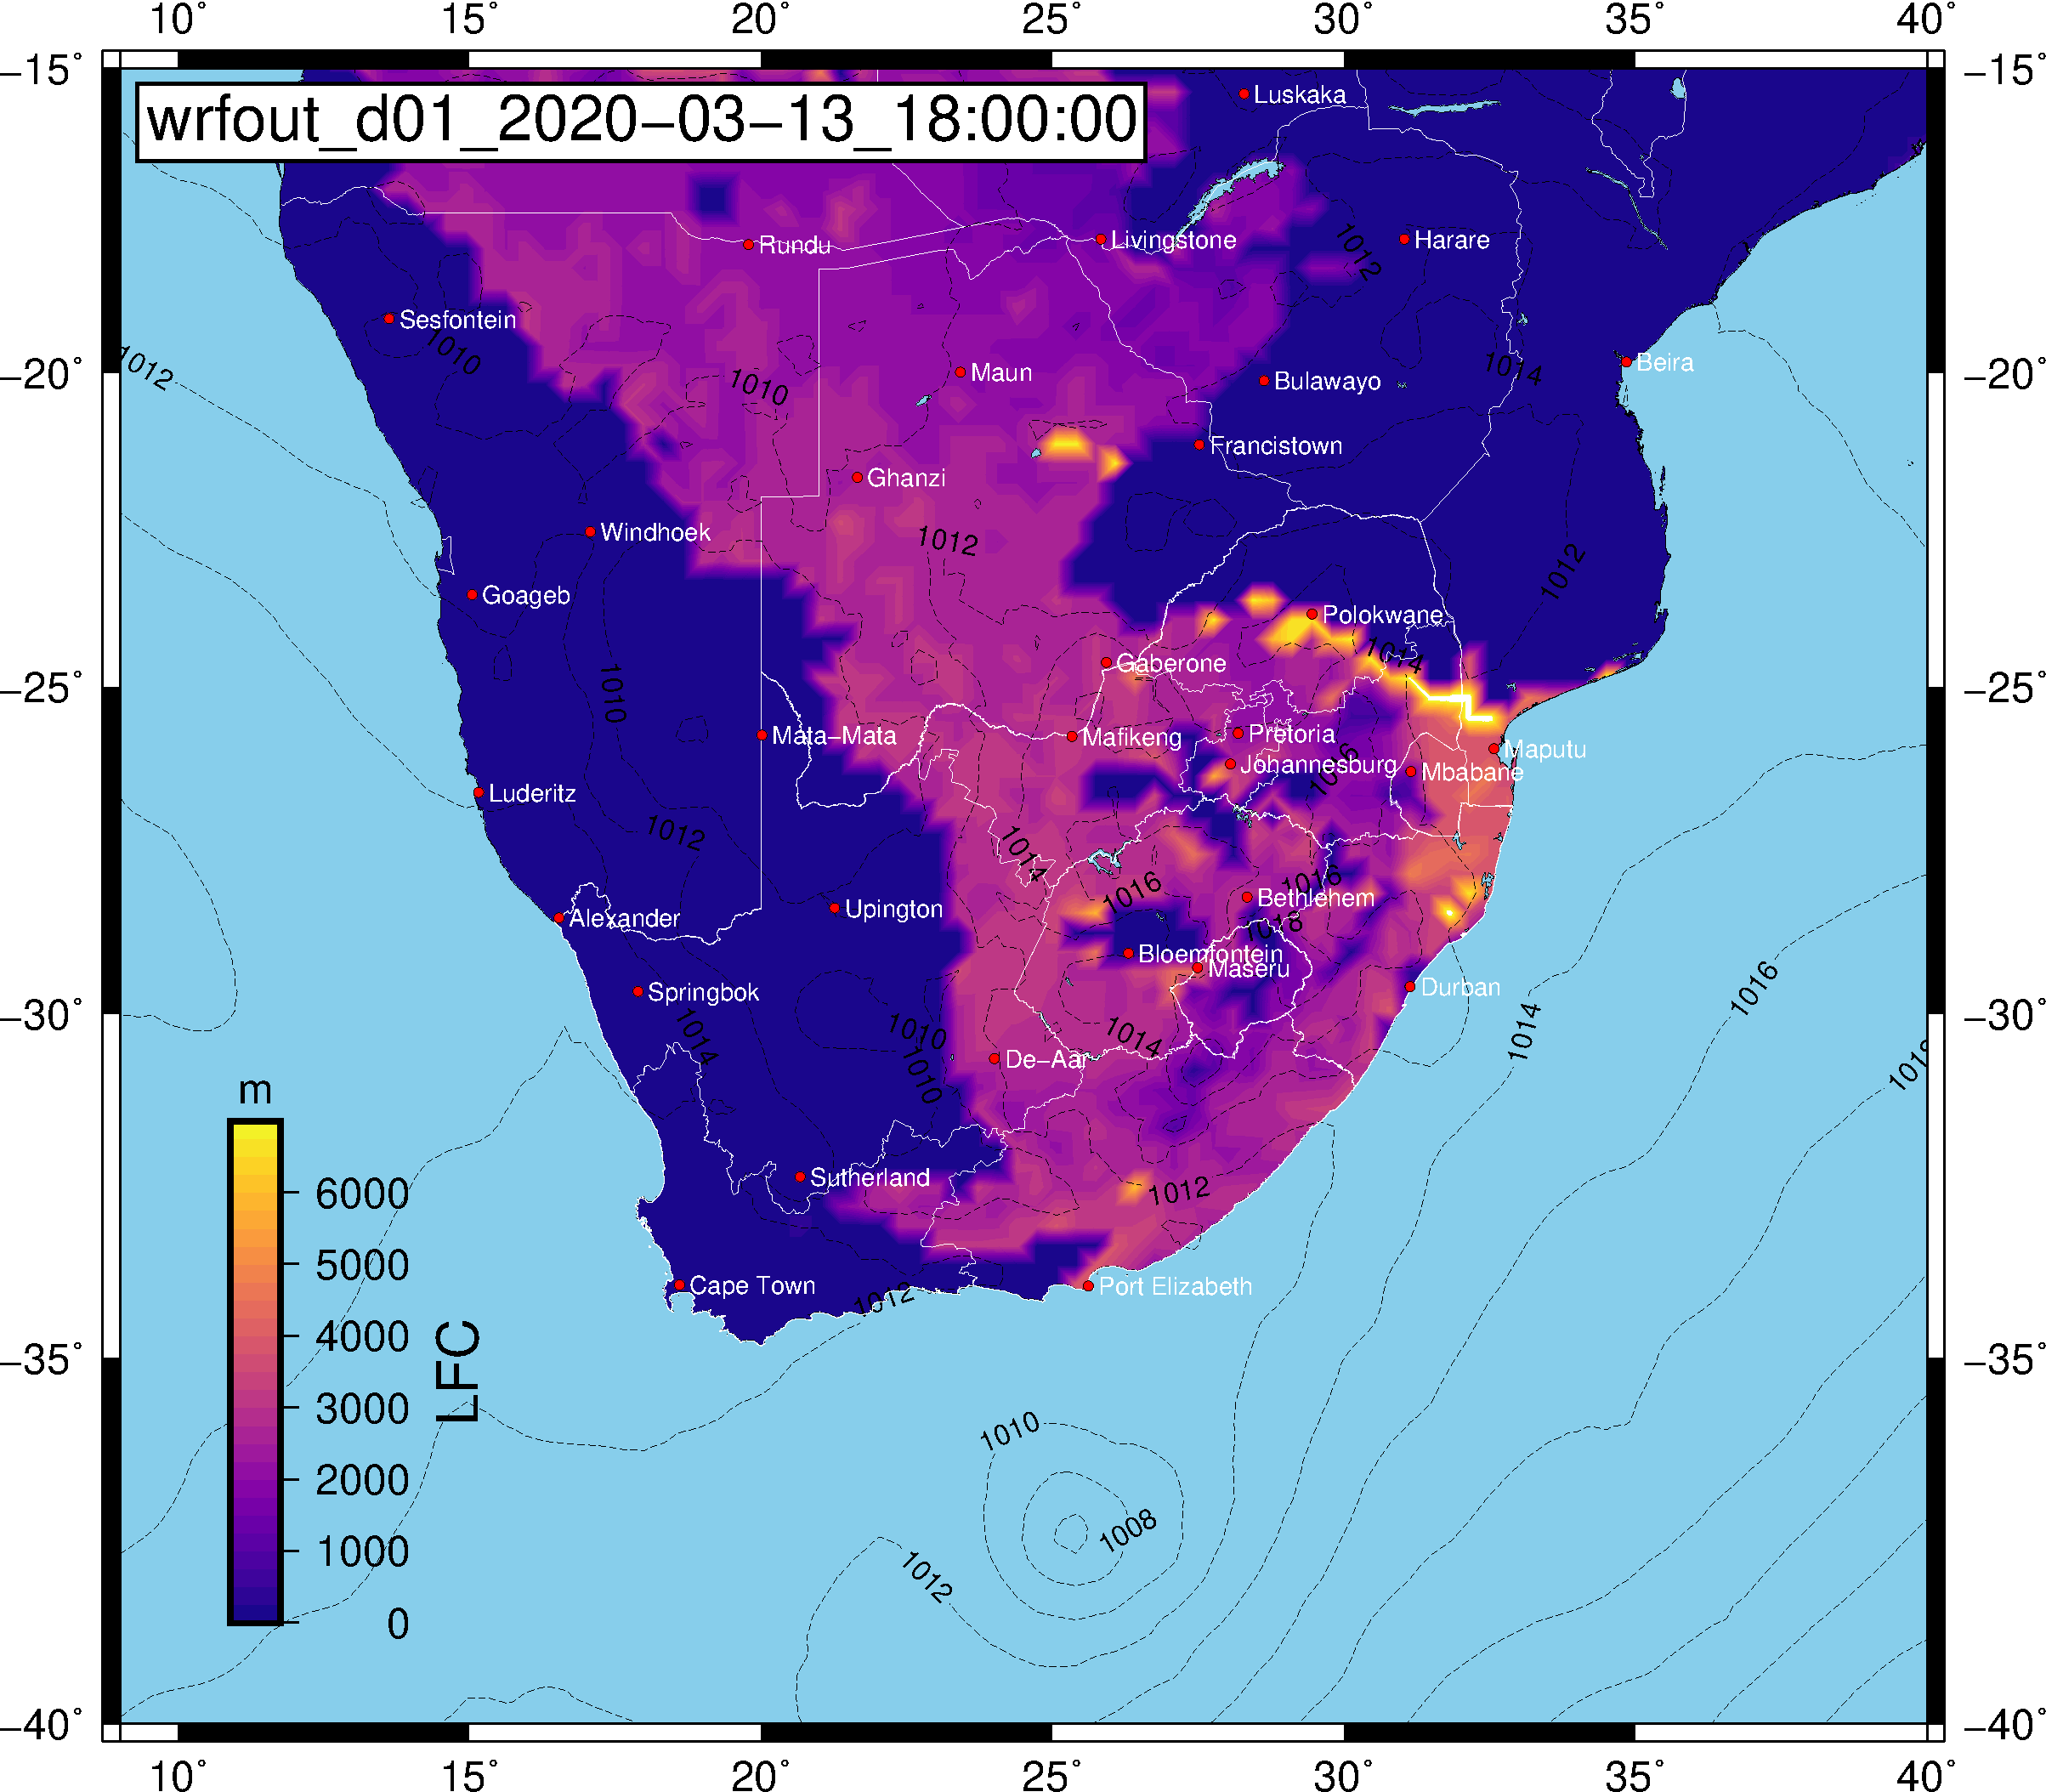 10° 15° 20° 25° 30° 35° 40°
−15° −15°
wrfout_d01_2020−03−13_18:00:00
Luskaka
Rundu
Livingstone
Harare
1012
Sesfontein
1010
1012
−20° −20°
1010
Maun
Bulawayo
1014
Beira
Francistown
Ghanzi
Windhoek
1012
1012
Goageb
Polokwane
1014
Gaberone
−25° −25°
1010
Mata−Mata
Mafikeng
Pretoria
Johannesburg
1016
Mbabane
Maputu
Luderitz
1012
1014
1016
1016
Bethlehem
Alexander
Upington
1018
Bloemfontein
Maseru
Springbok
Durban
1016
−30° −30°
1014
1010
1014
1014
De−Aar
1010
1018
m
Sutherland
1012
6000
5000
4000
3000
2000
1000
0
LFC
Cape Town
1012
Port Elizabeth
−35° −35°
1010
1008
1012
−40° −40°
10° 15° 20° 25° 30° 35° 40°